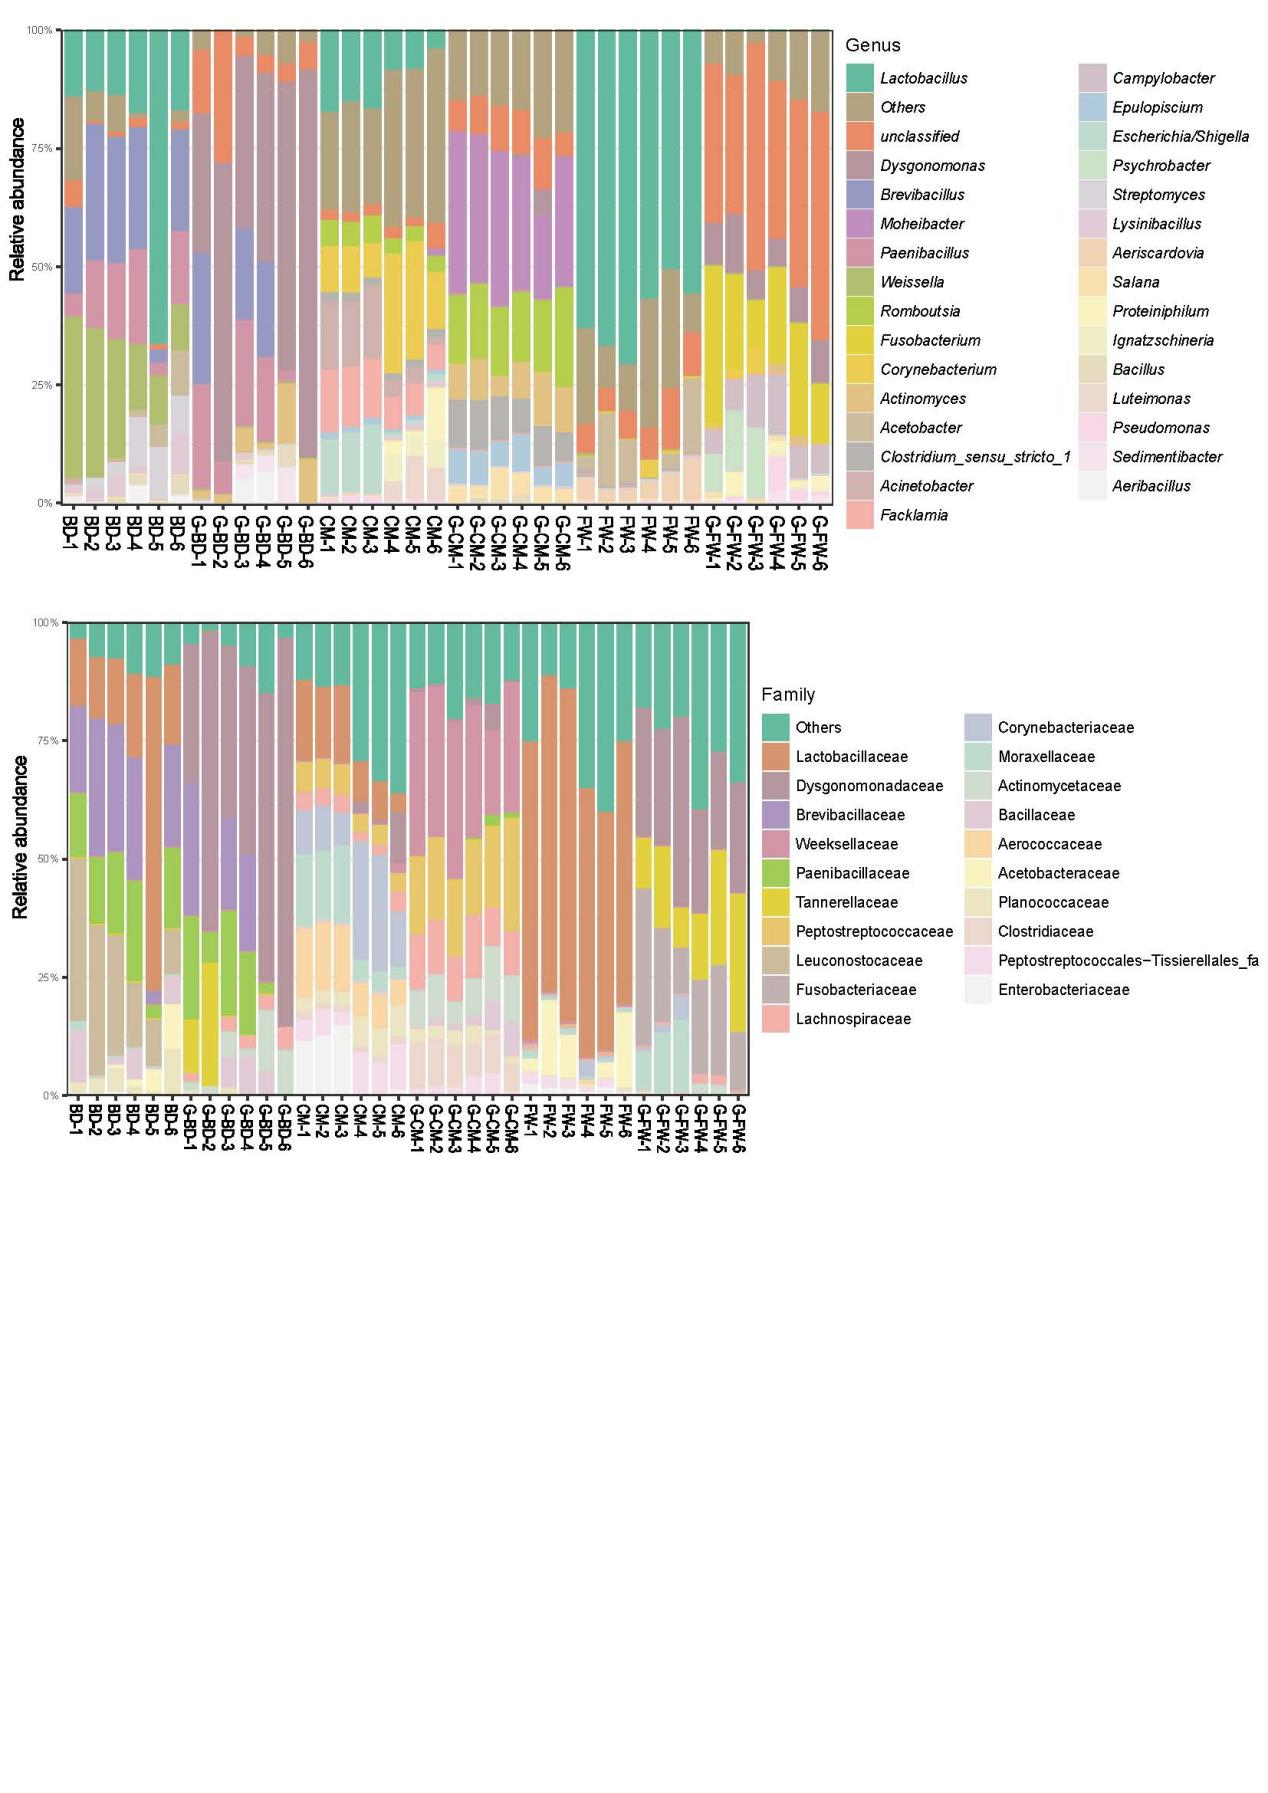 100%
75%
50%
25%
0%
Relative abundance
BD-1
BD-2
BD-3
BD-4
BD-5
BD-6
G-BD-1
G-BD-2
G-BD-3
G-BD-4
G-BD-5
G-BD-6
CM-1
CM-2
CM-3
CM-4
CM-5
CM-6
G-CM-1
G-CM-2
G-CM-3
G-CM-4
G-CM-5
G-CM-6
FW-1
FW-2
FW-3
FW-4
FW-5
FW-6
G-FW-1
G-FW-2
G-FW-3
G-FW-4
G-FW-5
G-FW-6
Genus
Lactobacillus
Others
unclassified
Dysgonomonas
Brevibacillus
Moheibacter
Paenibacillus
Weissella
Romboutsia
Fusobacterium
Corynebacterium
Actinomyces
Acetobacter
Clostridium_sensu_stricto_1
Acinetobacter
Facklamia
Campylobacter
Epulopiscium
Escherichia/Shigella
Psychrobacter
Streptomyces
Lysinibacillus
Aeriscardovia
Salana
Proteiniphilum
Ignatzschineria
Bacillus
Luteimonas
Pseudomonas
Sedimentibacter
Aeribacillus
100%
75%
50%
25%
0%
Relative abundance
BD-1
BD-2
BD-3
BD-4
BD-5
BD-6
G-BD-1
G-BD-2
G-BD-3
G-BD-4
G-BD-5
G-BD-6
CM-1
CM-2
CM-3
CM-4
CM-5
CM-6
G-CM-1
G-CM-2
G-CM-3
G-CM-4
G-CM-5
G-CM-6
FW-1
FW-2
FW-3
FW-4
FW-5
FW-6
G-FW-1
G-FW-2
G-FW-3
G-FW-4
G-FW-5
G-FW-6
Family
Others
Lactobacillaceae
Dysgonomonadaceae
Brevibacillaceae
Weeksellaceae
Paenibacillaceae
Tannerellaceae
Peptostreptococcaceae
Leuconostocaceae
Fusobacteriaceae
Lachnospiraceae
Corynebacteriaceae
Moraxellaceae
Actinomycetaceae
Bacillaceae
Aerococcaceae
Acetobacteraceae
Planococcaceae
Clostridiaceae
Peptostreptococcales−Tissierellales_fa
Enterobacteriaceae